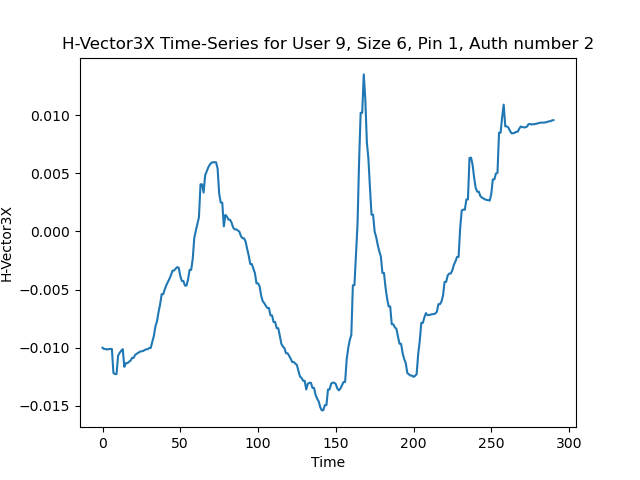 H-Vector3X Time-Series for User 9, Size 6, Pin 1, Auth number 2
0.010
0.005
0.000
−0.005
−0.010
−0.015
H-Vector3X
0 50 100 150 200 250 300
Time